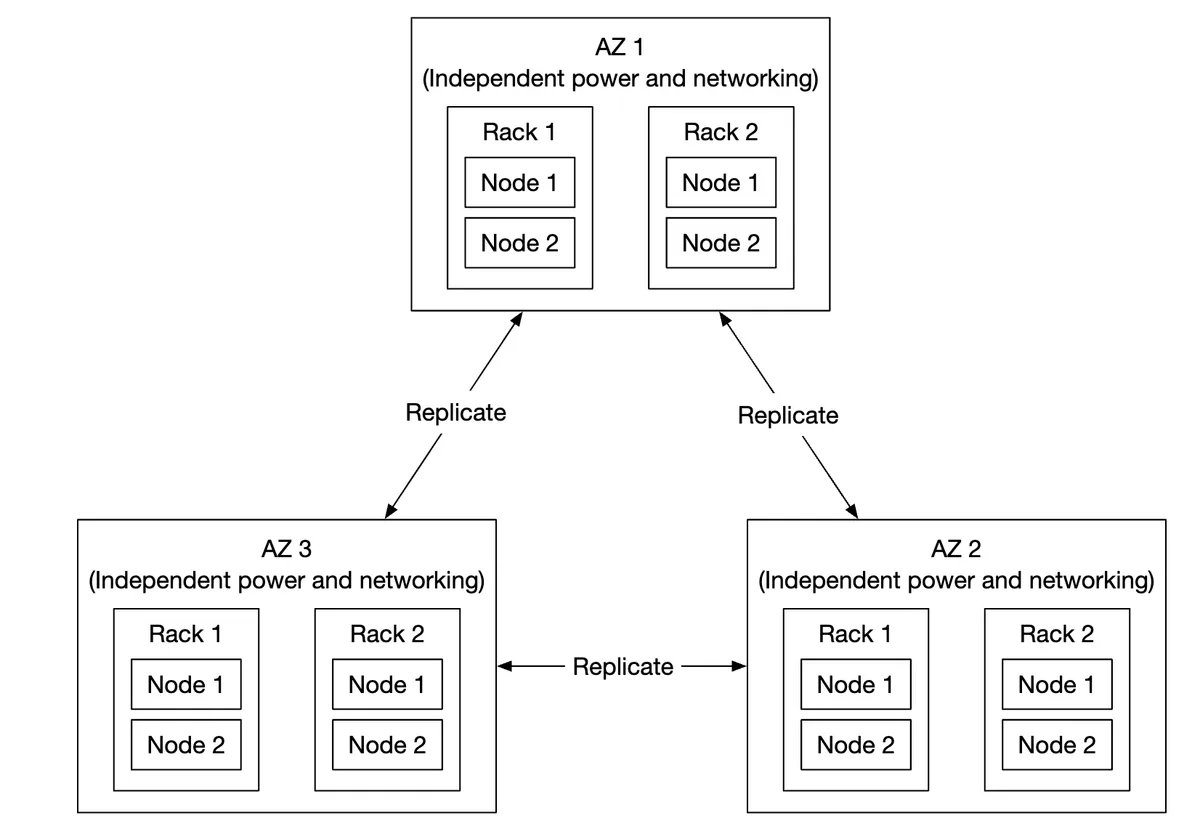 AZ 1
(Independent power and networking)
Rack 1
Node 1
Node 2
Rack 2
Node 1
Node 2
Replicate
Replicate
AZ 3
(Independent power and networking)
Rack 1
Node 1
Node 2
Rack 2
Node 1
Node 2
Replicate
AZ 2
(Independent power and networking)
Rack 1
Node 1
Node 2
Rack 2
Node 1
Node 2